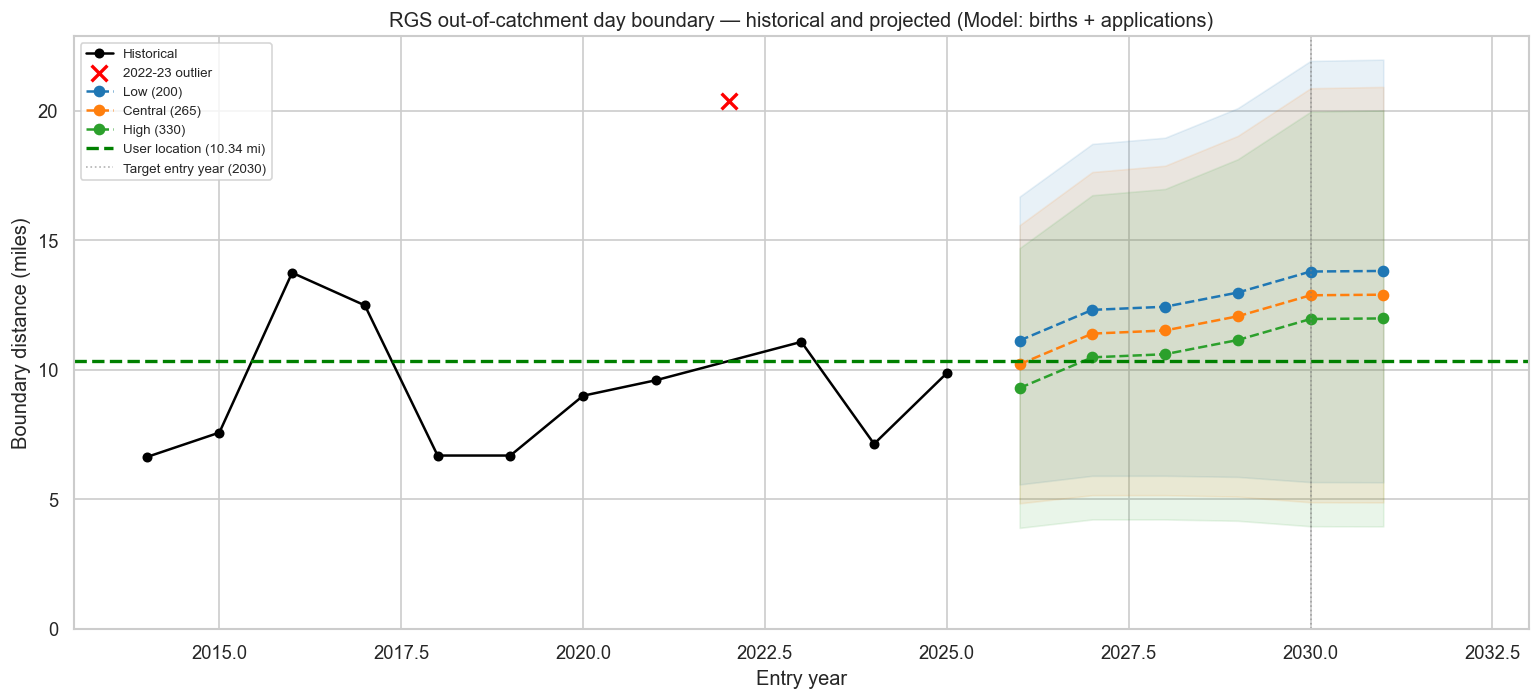 RGS out-of-catchment day boundary — historical and projected (Model: births + applications)
Historical
2022-23 outlier
Low (200)
Central (265)
High (330)
User location (10.34 mi)
Target entry year (2030)
Boundary distance (miles)
20
15
10
5
0
2015.0
2017.5
2020.0
2022.5
2025.0
2027.5
2030.0
2032.5
Entry year